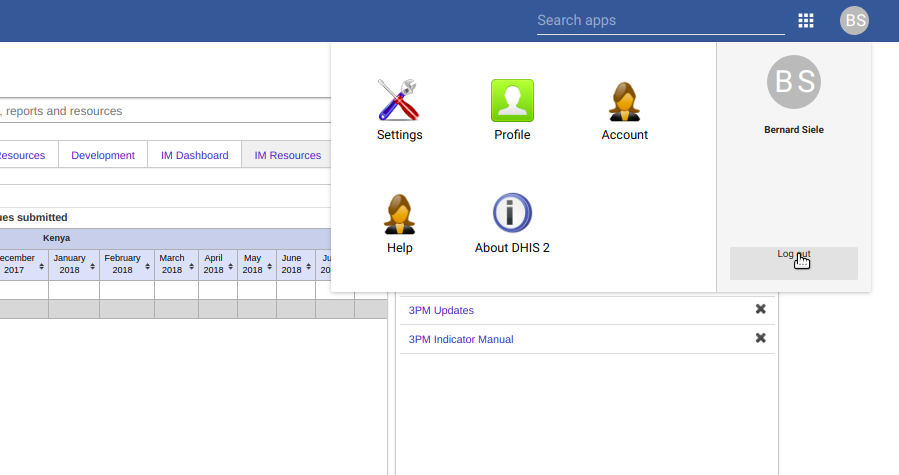 Search apps
BS
BS
Settings
Profile
Account
Bernard Siele
Help
About DHIS 2
Log out
, reports and resources
esources
Development
IM Dashboard
IM Resources
ues submitted
Kenya
ecember 2017
January 2018
February 2018
March 2018
April 2018
May 2018
June 2018
Ju
3PM Updates
3PM Indicator Manual